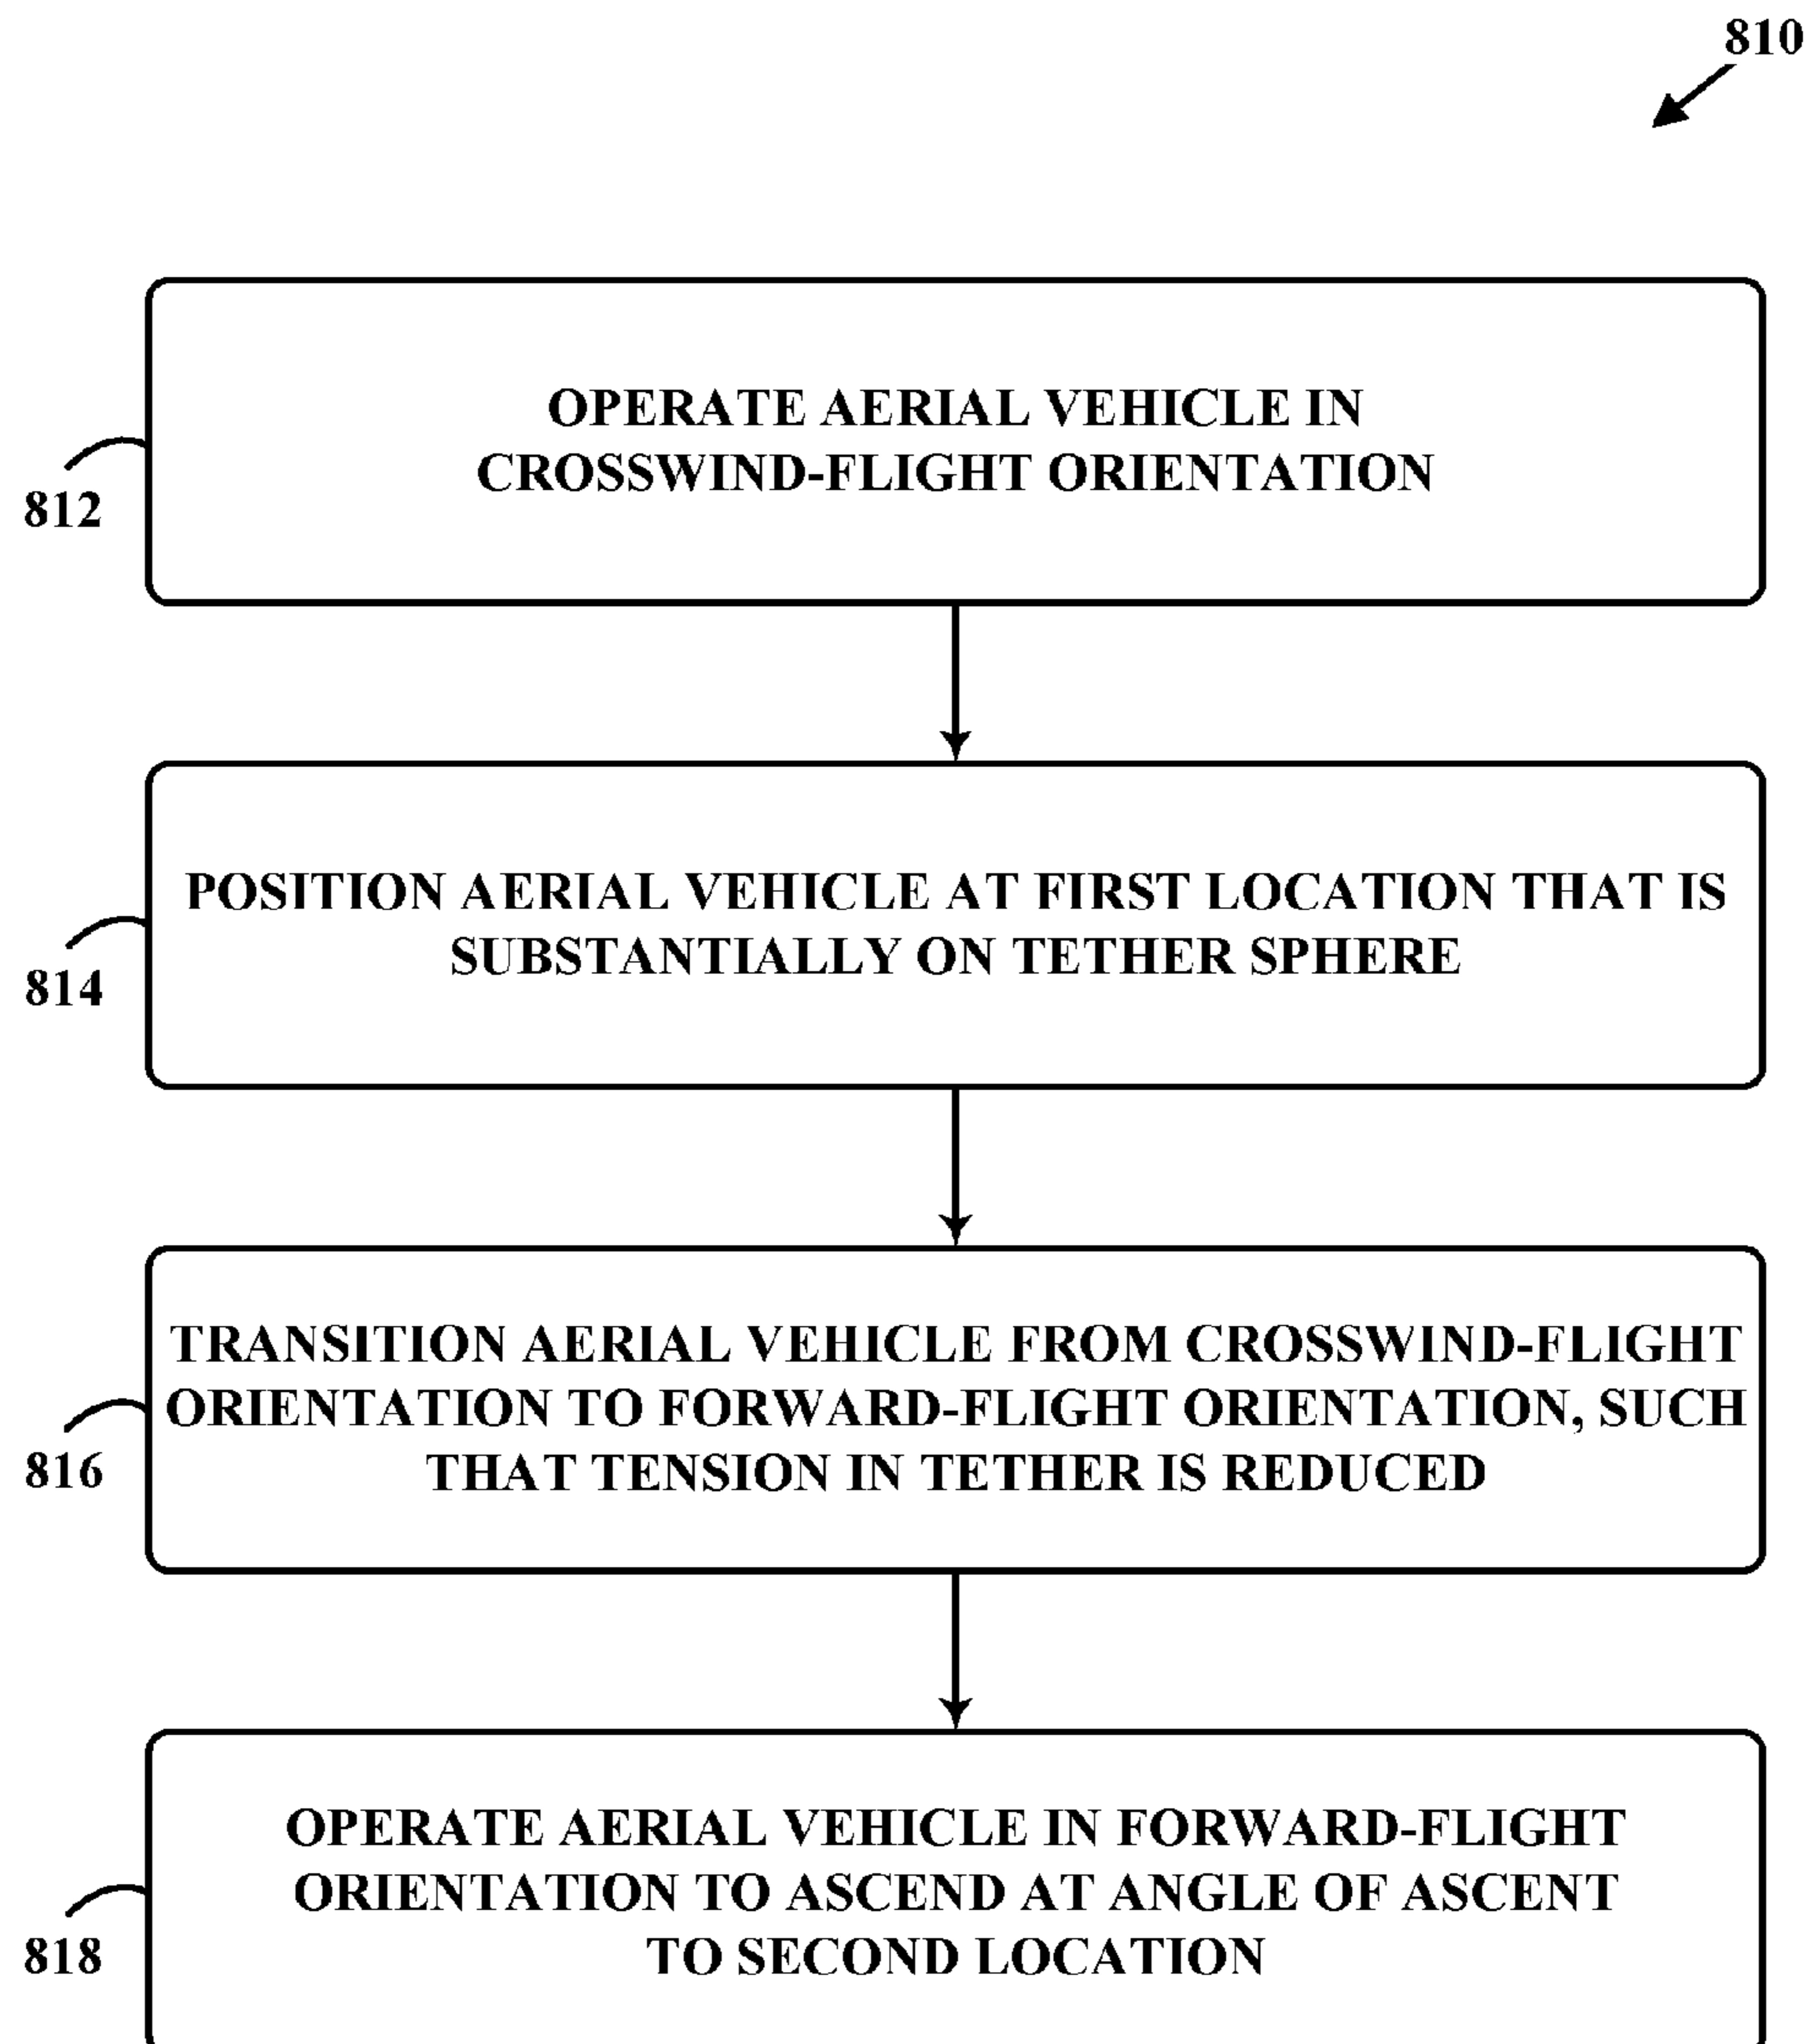 810
OPERATE AERIAL VEHICLE IN
CROSSWIND-FLIGHT ORIENTATION
812
POSITION AERIAL VEHICLE AT FIRST LOCATION THAT IS
SUBSTANTIALLY ON TETHER SPHERE
814
TRANSITION AERIAL VEHICLE FROM CROSSWIND-FLIGHT
ORIENTATION TO FORWARD-FLIGHT ORIENTATION, SUCH
THAT TENSION IN TETHER IS REDUCED
816
OPERATE AERIAL VEHICLE IN FORWARD-FLIGHT
ORIENTATION TO ASCEND AT ANGLE OF ASCENT
TO SECOND LOCATION
818